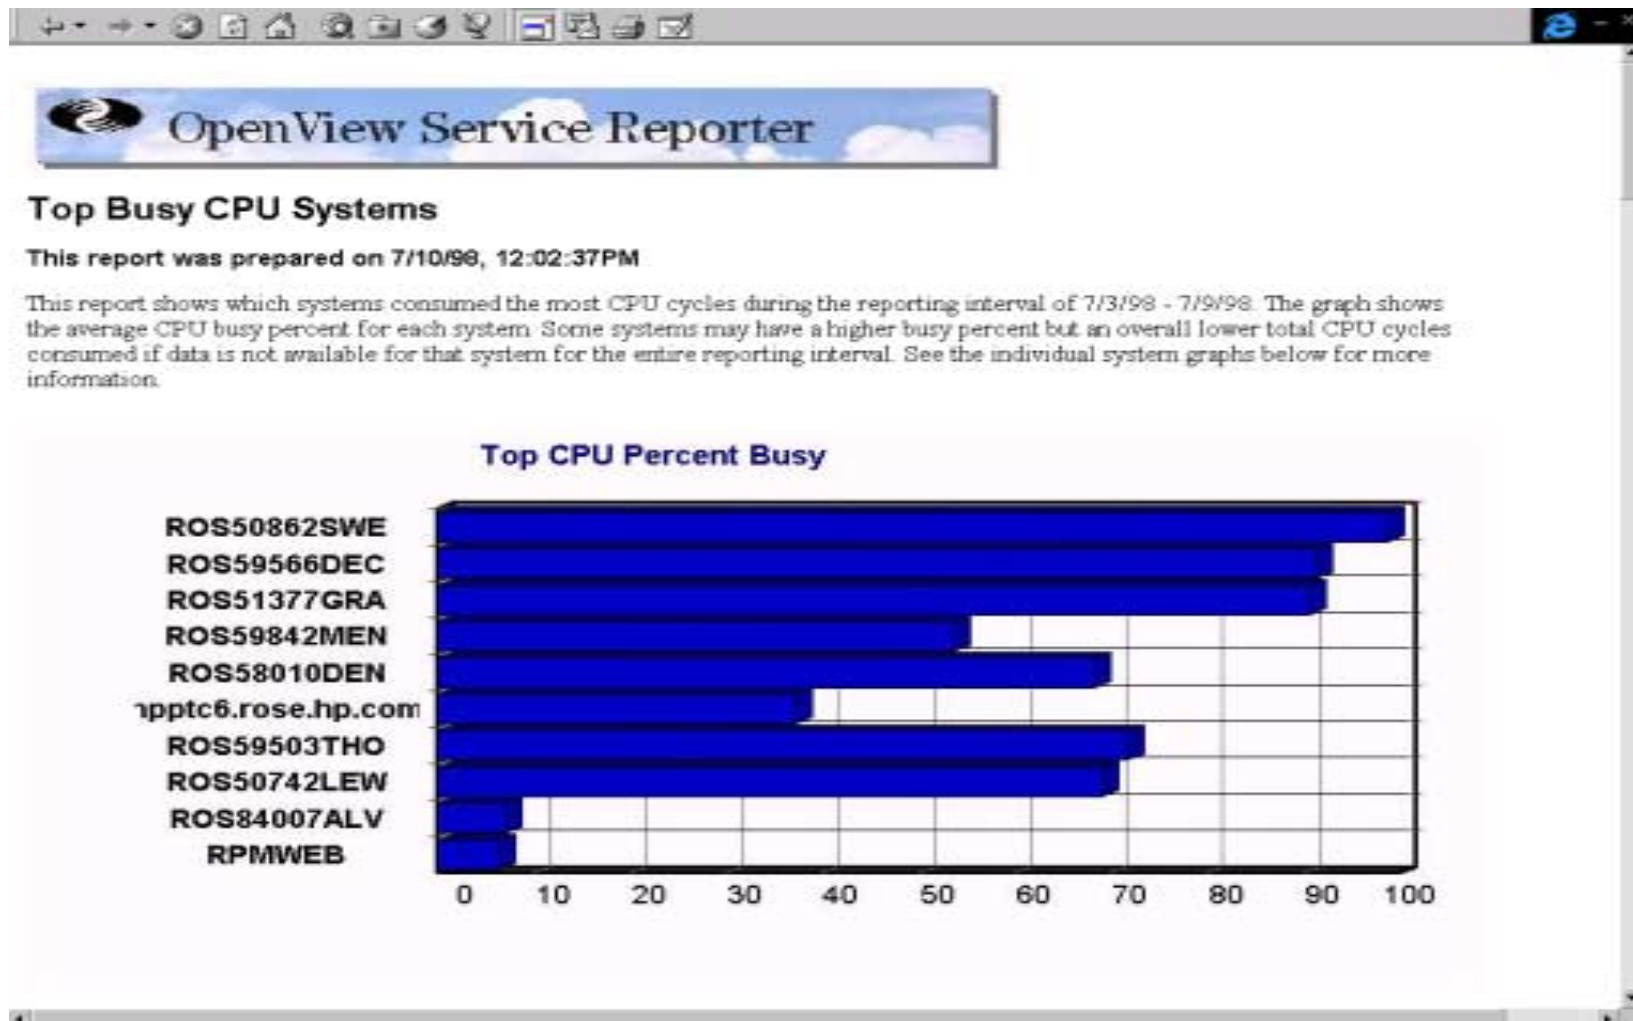 OpenView Service Reporter
Top Busy CPU Systems
This report was prepared on 7/10/98, 12:02:37PM
This report shows which systems consumed the most CPU cycles during the reporting interval of 7/3/98 - 7/9/98. The graph shows
the average CPU busy percent for each system. Some systems may have a higher busy percent but an overall lower total CPU cycles
consumed if data is not available for that system for the entire reporting interval. See the individual system graphs below for more
information.
Top CPU Percent Busy
ROS50862SWE
ROS59566DEC
ROS51377GRA
ROS59842MEN
ROS58010DEN
npptc6.rose.hp.com
ROS59503THO
ROS50742LEW
ROS84007ALV
RPMWEB
0 10 20 30 40 50 60 70 80 90 100